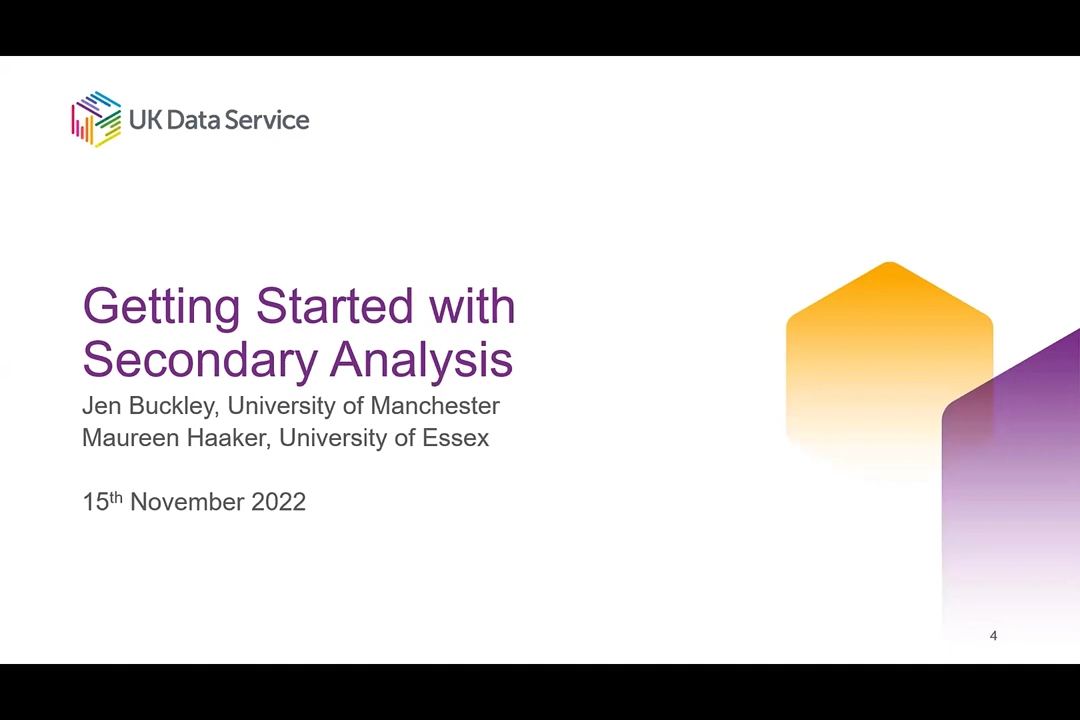 UK Data Service
Getting Started with
Secondary Analysis
Jen Buckley, University of Manchester
Maureen Haaker, University of Essex
15th November 2022
4